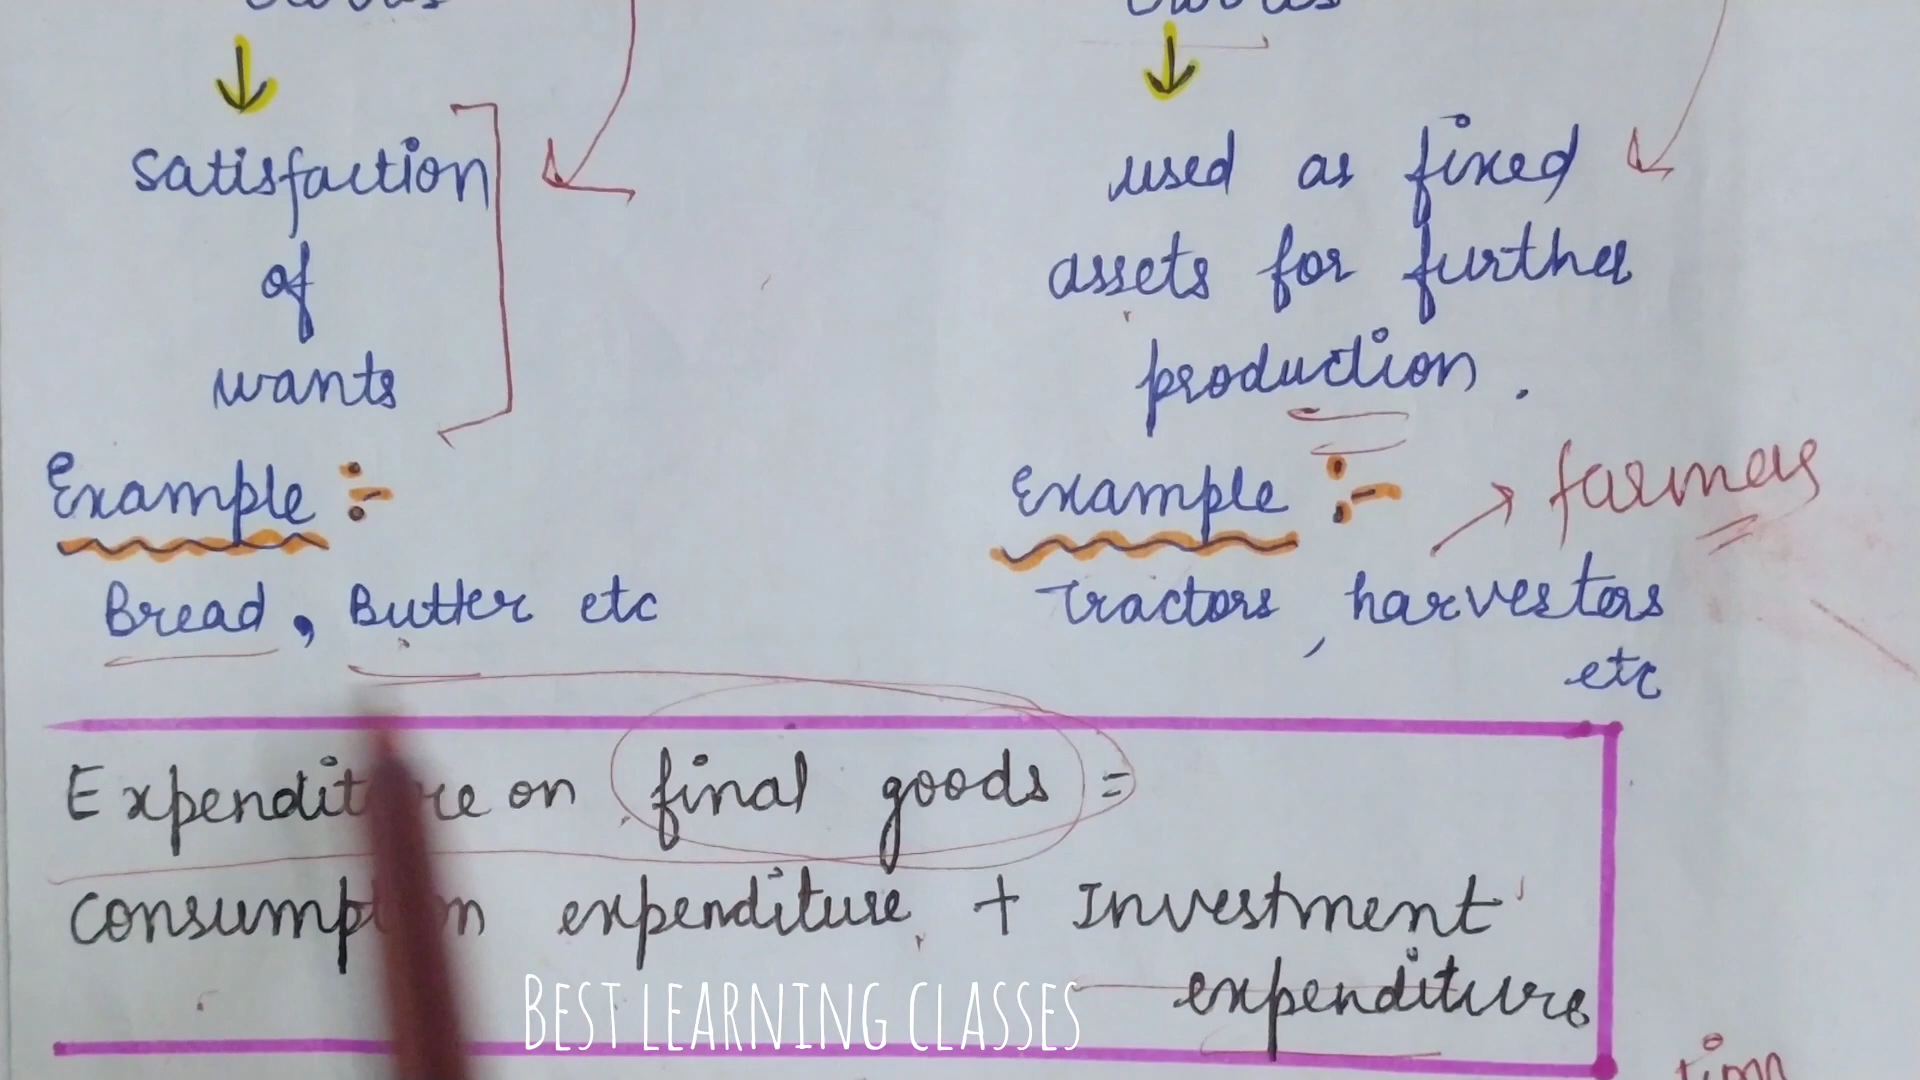 satisfaction
of
wants
Example :-
Bread, Butter etc
used as fixed
assets for further
production.
Example :-
farmers
Tractors, harvestors
etc
Expenditure on final goods =
consumption expenditure + Investment
expenditure
BEST LEARNING CLASSES